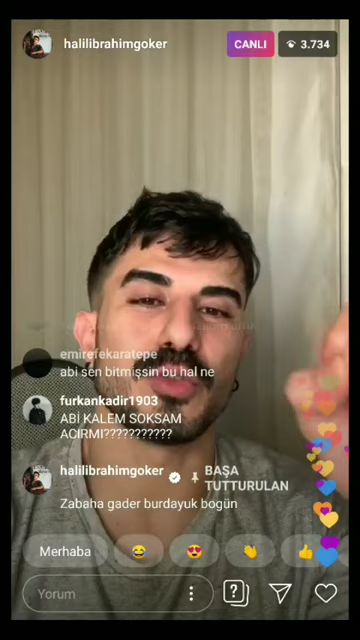 halilibrahimgoker
CANLI
3.734
emirefekaratepe
abi sen bitmişsin bu hal ne
furkankadir1903
ABİ KALEM SOKSAM
ACIRMI???????????
halilibrahimgoker
BAŞA
TUTTURULAN
Zabaha gader burdayuk bogün
Merhaba
Yorum